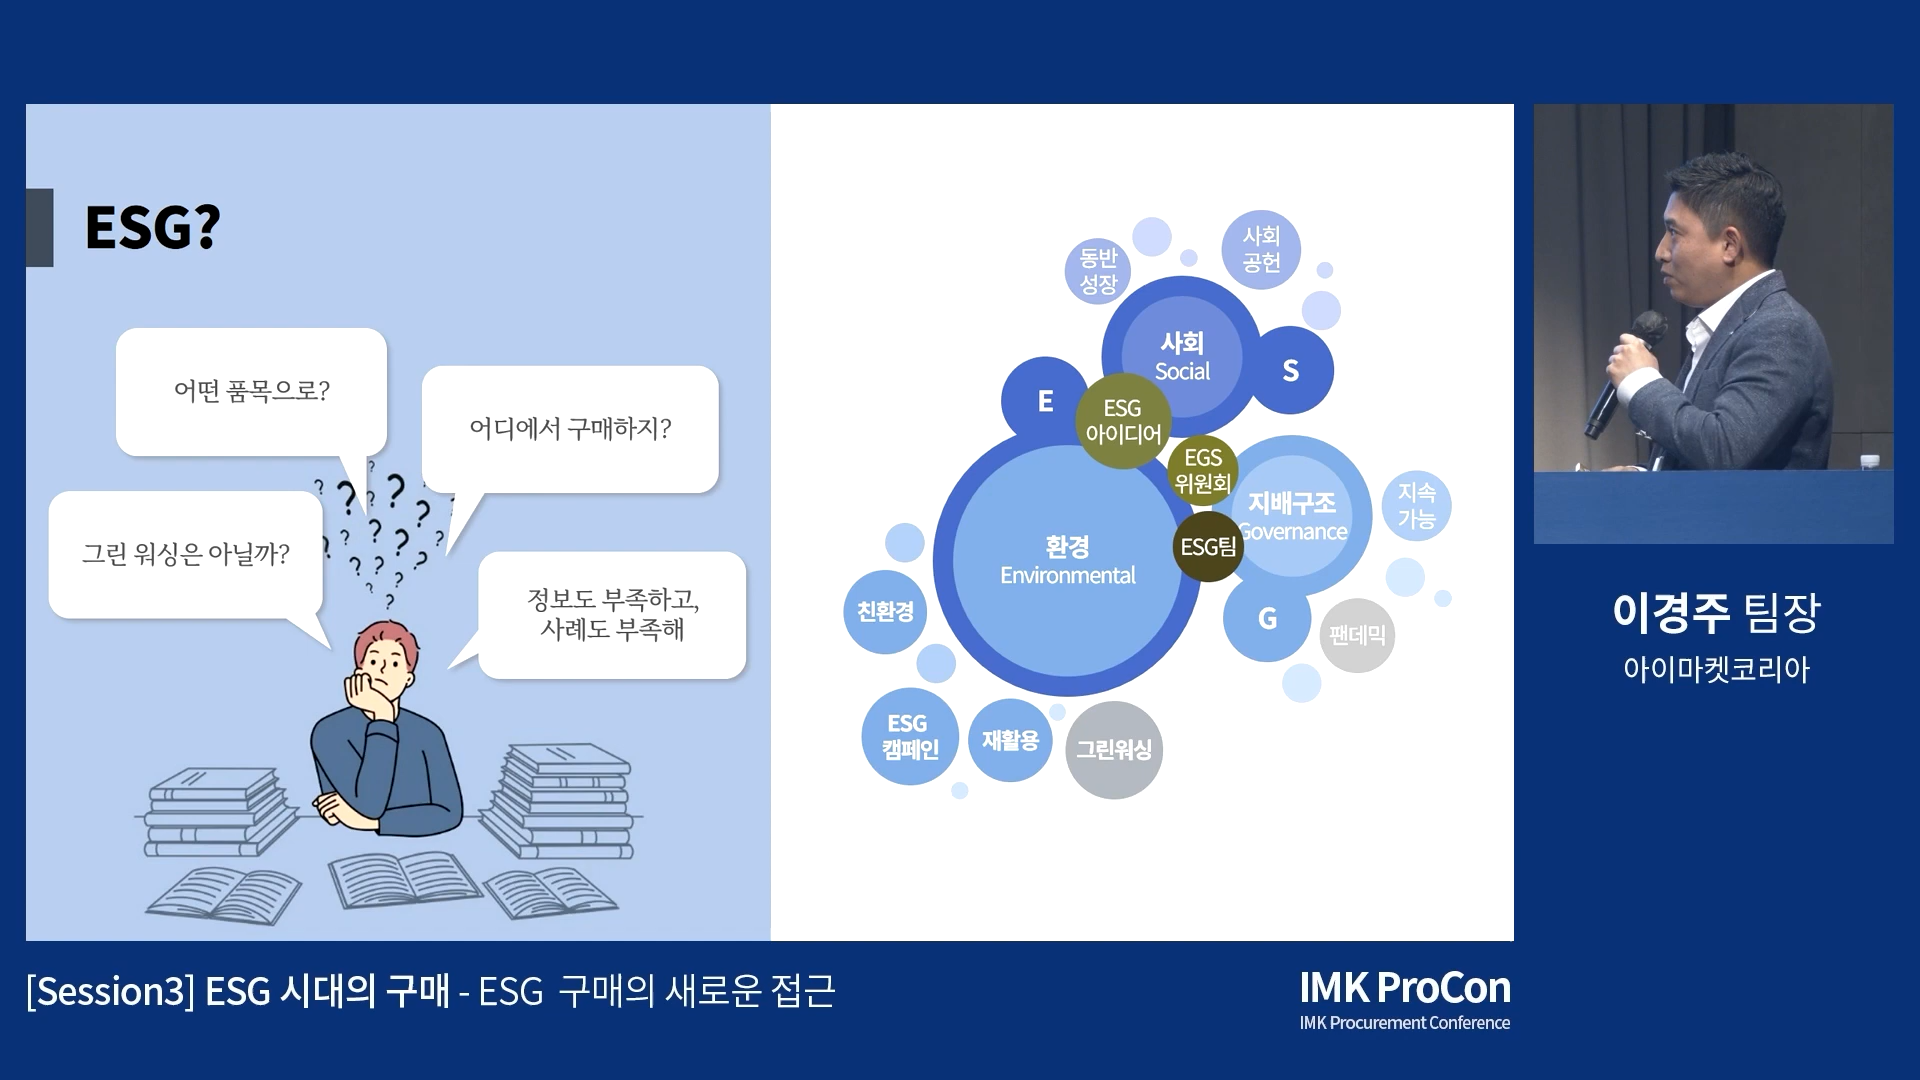 ESG?
어떤 품목으로?
어디에서 구매하지?
그린 워싱은 아닐까?
정보도 부족하고,
사례도 부족해
동반
성장
사회
공헌
사회
Social
E
S
ESG
아이디어
EGS
위원회
지배구조
Governance
지속
가능
환경
Environmental
ESG팀
친환경
G
팬데믹
ESG
캠페인
재활용
그린워싱
이경주 팀장
아이마켓코리아
[Session3] ESG 시대의 구매 - ESG 구매의 새로운 접근
IMK ProCon
IMK Procurement Conference